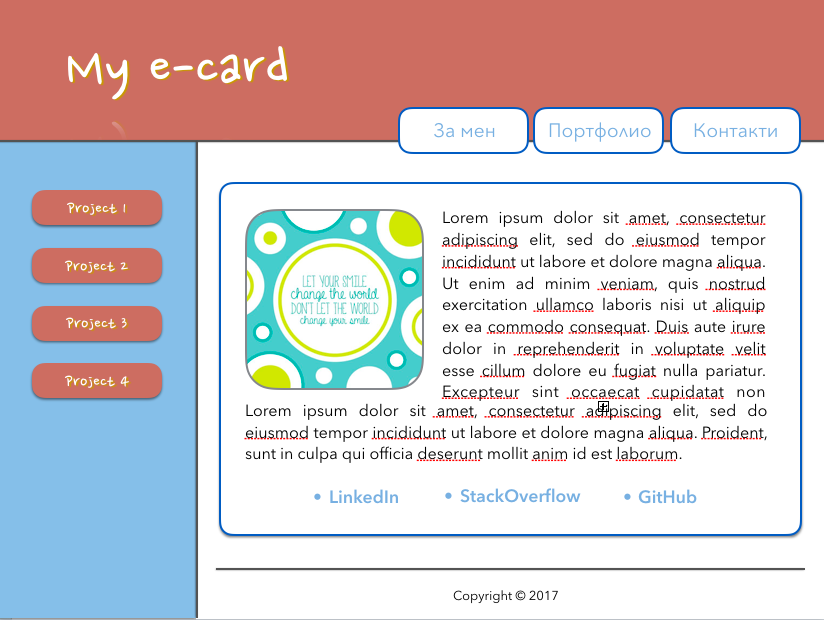 My e-card
За мен
Портфолио
Контакти
Project 1
Project 2
Project 3
Project 4
LET YOUR SMILE
change the world
DON'T LET THE WORLD
change your smile
Lorem ipsum dolor sit amet, consectetur
adipiscing elit, sed do eiusmod tempor
incididunt ut labore et dolore magna aliqua.
Ut enim ad minim veniam, quis nostrud
exercitation ullamco laboris nisi ut aliquip
ex ea commodo consequat. Duis aute irure
dolor in reprehenderit in voluptate velit
esse cillum dolore eu fugiat nulla pariatur.
Excepteur sint occaecat cupidatat non
Lorem ipsum dolor sit amet, consectetur adipiscing elit, sed do
eiusmod tempor incididunt ut labore et dolore magna aliqua. Proident,
sunt in culpa qui officia deserunt mollit anim id est laborum.
• LinkedIn • StackOverflow • GitHub
Copyright © 2017